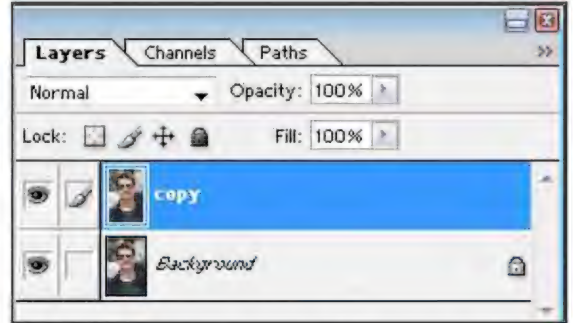 Layers Channels Paths
Normal Opacity: 100%
Lock: Fill: 100%
copy
Background